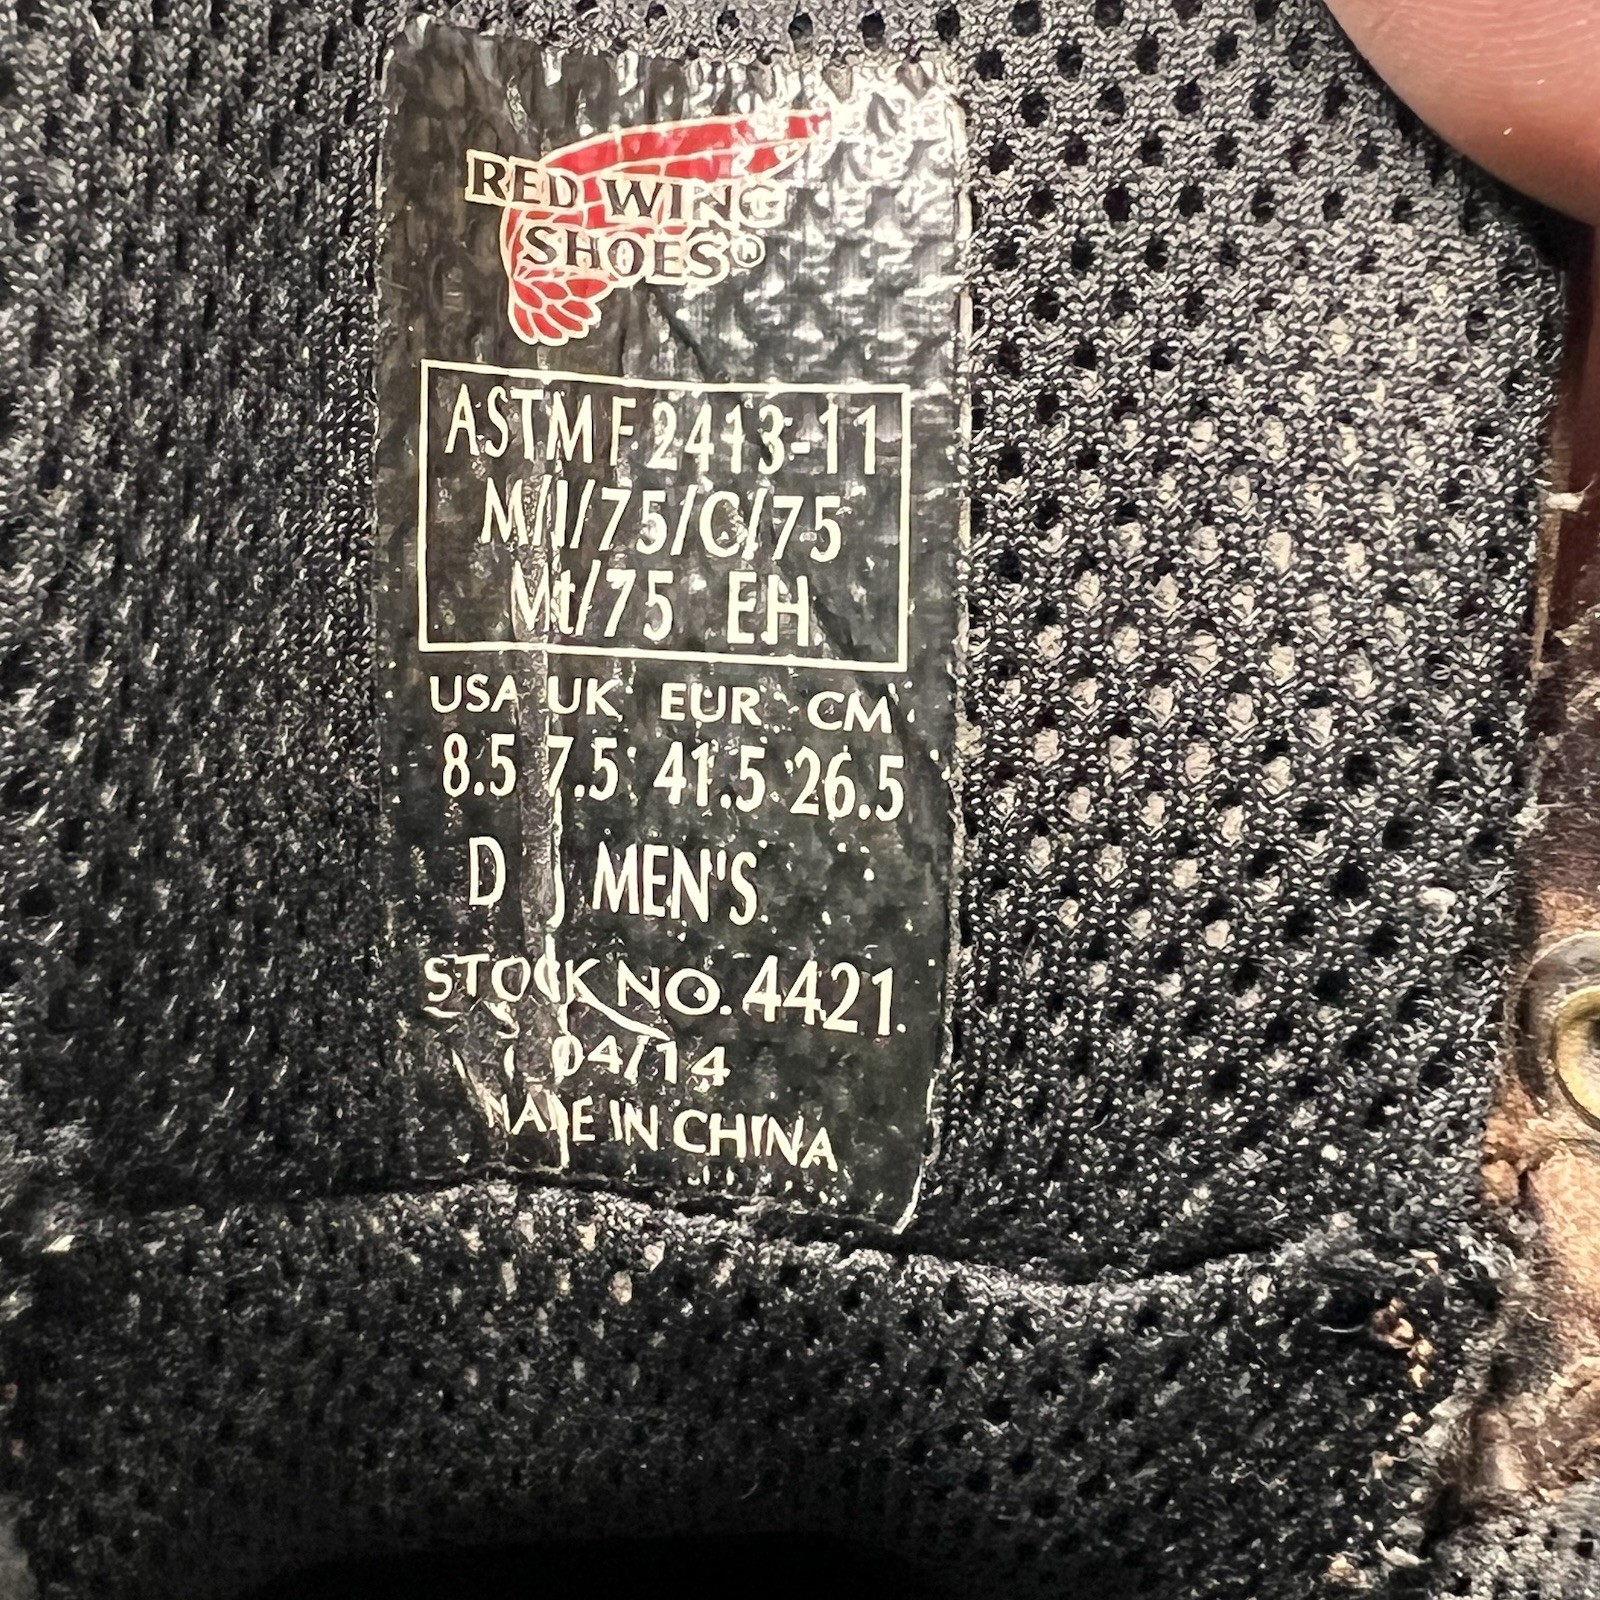 RED WING
SHOES®
ASTM F 2413-11
M/I/75/C/75
Mt/75 EH
USA UK EUR CM
8.5 7.5 41.5 26.5
D MEN'S
STOCK NO. 4421
04/14
MADE IN CHINA